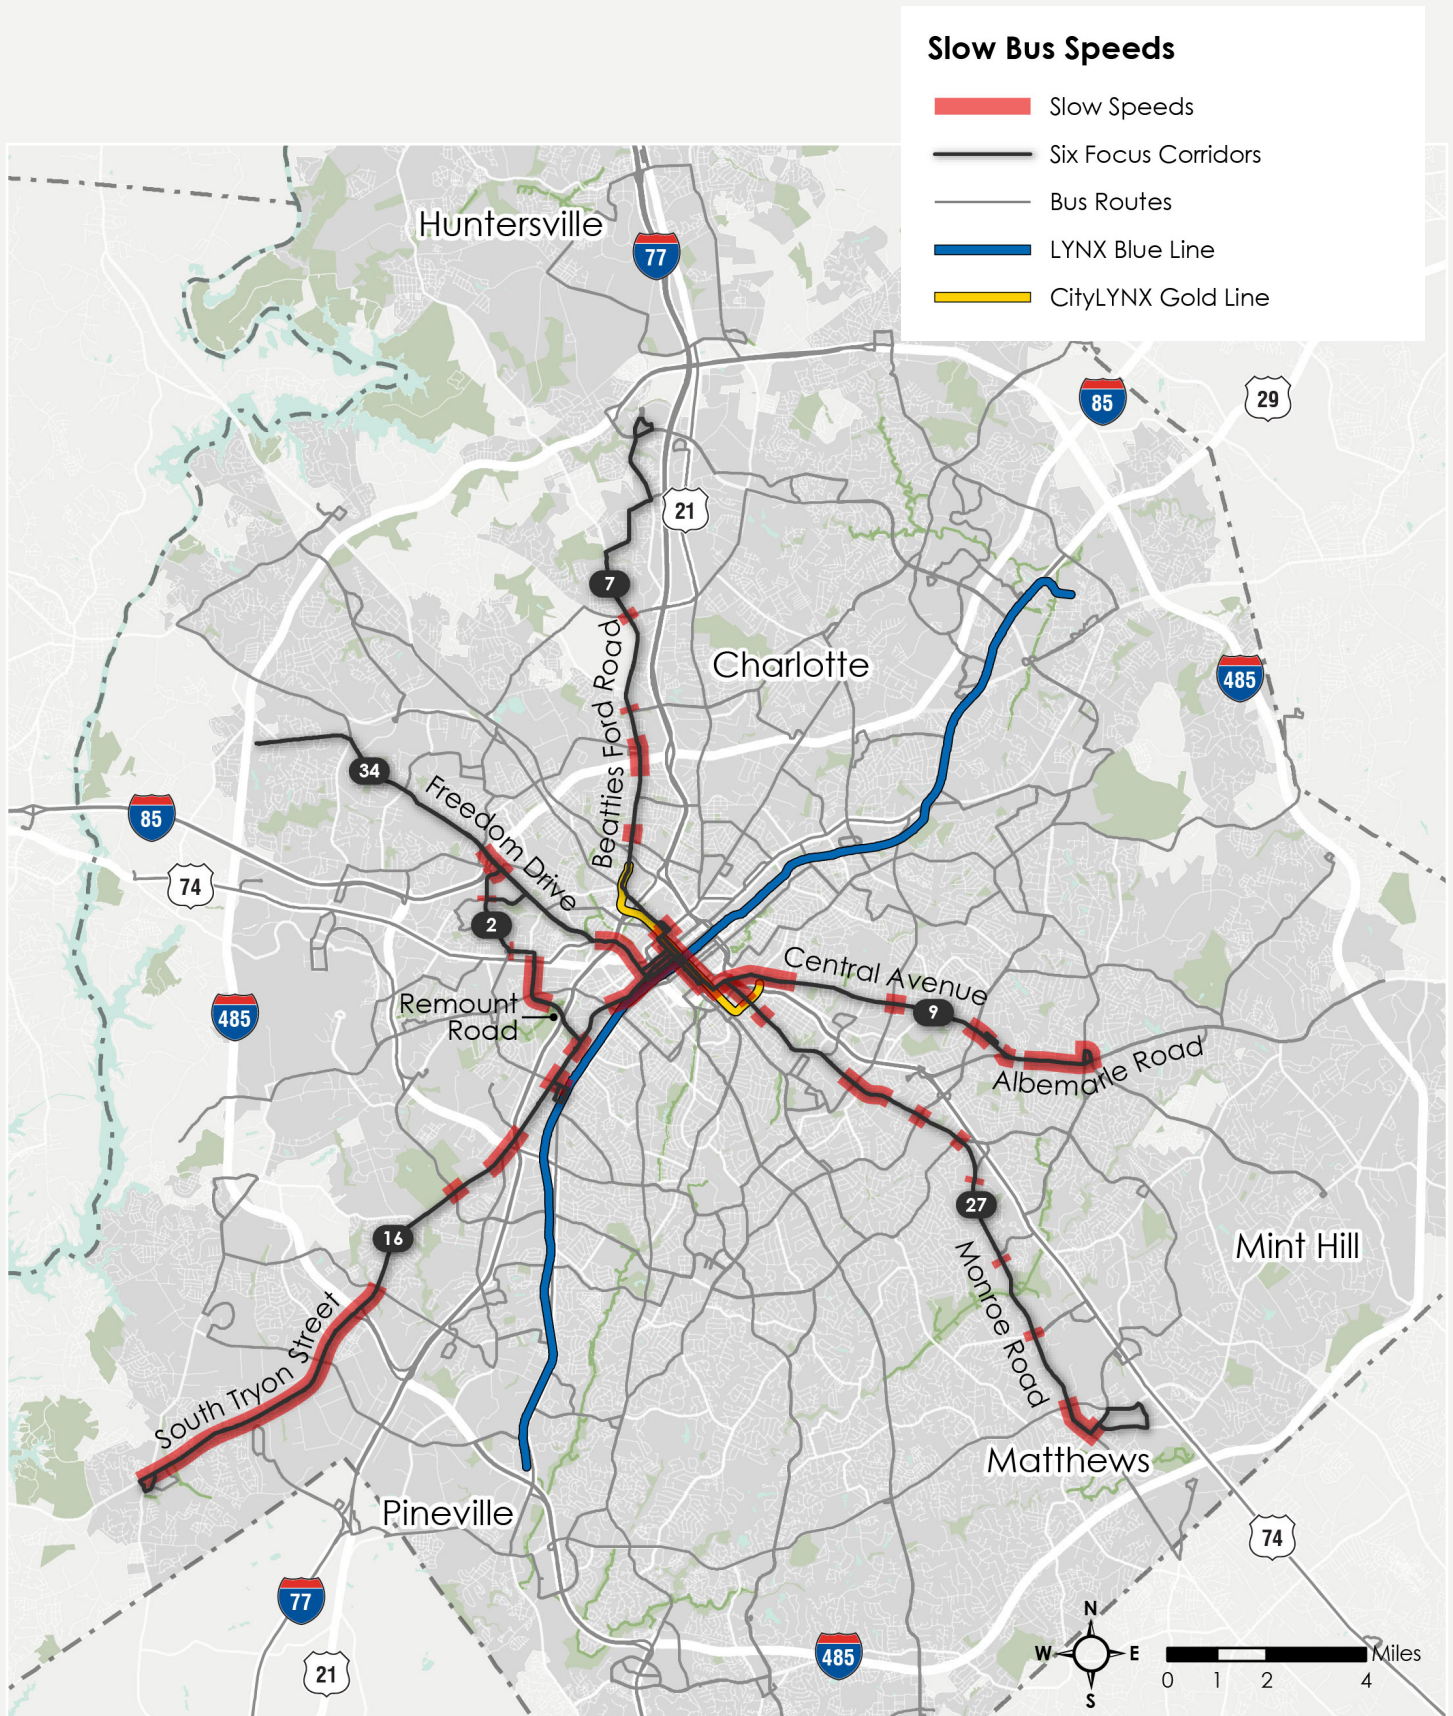 Slow Bus Speeds
Slow Speeds
Six Focus Corridors
Bus Routes
LYNX Blue Line
CityLYNX Gold Line
Huntersville
77
85
29
21
7
Beatties Ford Road
Charlotte
485
34
Freedom Drive
85
74
2
Central Avenue
Remount
Road
485
9
Albemarle Road
27
16
Mint Hill
Monroe Road
South Tryon Street
Matthews
Pineville
74
77
21
485
N
W
E
S
Miles
0
1
2
4